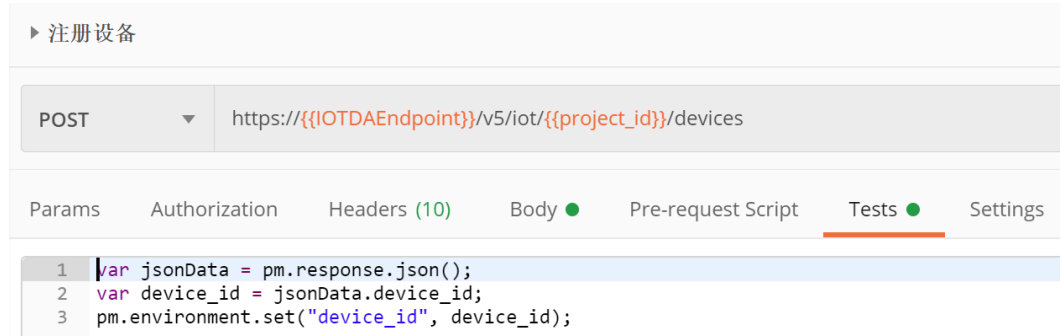 注册设备
POST https://{{IOTDAEndpoint}}/v5/iot/{{project_id}}/devices
Params Authorization Headers (10) Body Pre-request Script Tests Settings
1 var jsonData = pm.response.json();
2 var device_id = jsonData.device_id;
3 pm.environment.set("device_id", device_id);